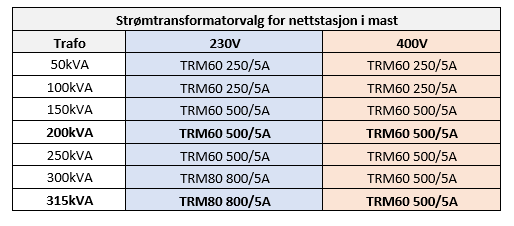 Strømtransformatorvalg for nettstasjon i mast
Trafo 230V 400V
50kVA TRM60 250/5A TRM60 250/5A
100kVA TRM60 250/5A TRM60 250/5A
150kVA TRM60 500/5A TRM60 250/5A
200kVA TRM60 500/5A TRM60 500/5A
250kVA TRM60 500/5A TRM60 500/5A
300kVA TRM80 800/5A TRM60 500/5A
315kVA TRM80 800/5A TRM60 500/5A